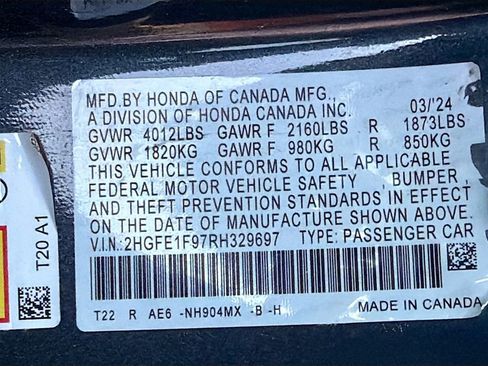 MFD.BY HONDA OF CANADA MFG.,
A DIVISION OF HONDA CANADA INC. 03/'24
GVWR 4012LBS GAWR F 2160LBS R 1873LBS
GVWR 1820KG GAWR F 980KG R 850KG
THIS VEHICLE CONFORMS TO ALL APPLICABLE
FEDERAL MOTOR VEHICLE SAFETY , BUMPER
AND THEFT PREVENTION STANDARDS IN EFFECT
ON THE DATE OF MANUFACTURE SHOWN ABOVE.
V.I.N: 2HGFE1F97RH329697 TYPE: PASSENGER CAR
T22 R AE6 -NH904MX -B -H MADE IN CANADA
T20 A1